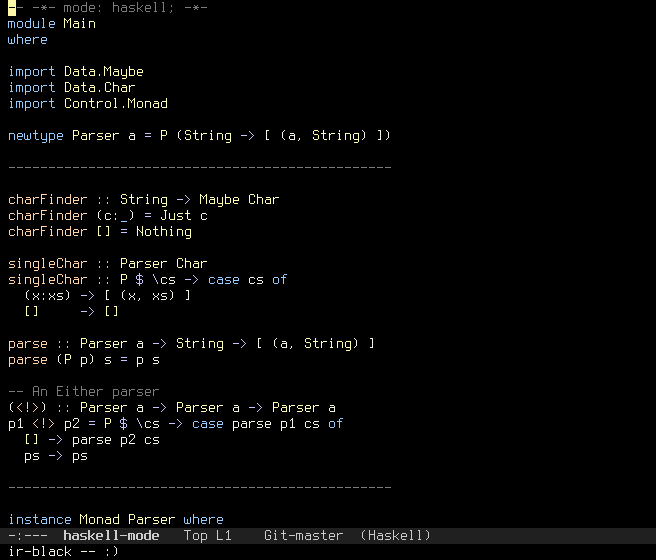 -- -*- mode: haskell; -*-
module Main
where
import Data.Maybe
import Data.Char
import Control.Monad
newtype Parser a = P (String -> [ (a, String) ])
------------------------------------------------
charFinder :: String -> Maybe Char
charFinder (c:_) = Just c
charFinder [] = Nothing
singleChar :: Parser Char
singleChar :: P $ \cs -> case cs of
  (x:xs) -> [ (x, xs) ]
  []     -> []
parse :: Parser a -> String -> [ (a, String) ]
parse (P p) s = p s
-- An Either parser
(<!>) :: Parser a -> Parser a -> Parser a
p1 <!> p2 = P $ \cs -> case parse p1 cs of
  [] -> parse p2 cs
  ps -> ps
------------------------------------------------
instance Monad Parser where
-:---  haskell-mode   Top L1    Git-master  (Haskell)
ir-black -- :)